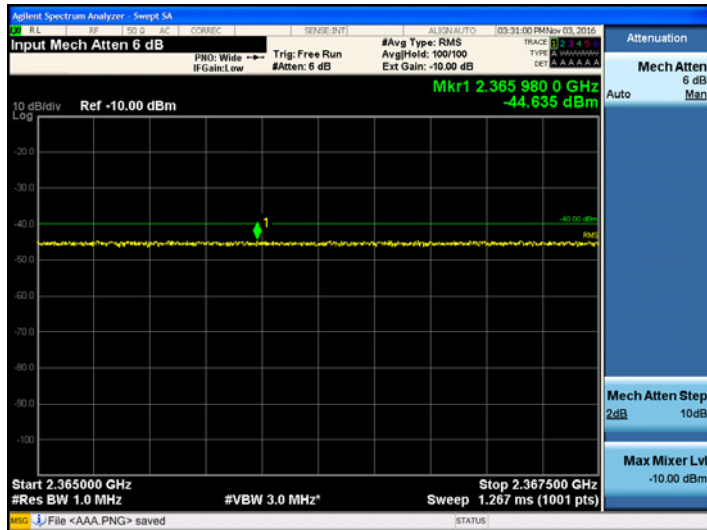 Agilent Spectrum Analyzer - Swept SA
RL RF 50 Ω AC CORREC SENSE:INT ALIGN AUTO 03:31:00 PM Nov 03, 2016
Input Mech Atten 6 dB
PNO: Wide
IFGain:Low
Trig: Free Run
#Atten: 6 dB
#Avg Type: RMS
Avg|Hold: 100/100
Ext Gain: -10.00 dB
TRACE 1 2 3 4 5 6
TYPE A WWWWW
DET A A A A A A
Mkr1 2.365 980 0 GHz
-44.635 dBm
10 dB/div Ref -10.00 dBm
Log
-20.0
-30.0
1
-40.0
-40.00 dBm
RMS
-50.0
-60.0
-70.0
-80.0
-90.0
-100
Start 2.365000 GHz
Stop 2.367500 GHz
#Res BW 1.0 MHz
#VBW 3.0 MHz*
Sweep 1.267 ms (1001 pts)
MSG File <AAA.PNG> saved
STATUS
Attenuation
Mech Atten
6 dB
Auto Man
Mech Atten Step
2dB 10dB
Max Mixer Lvl
-10.00 dBm